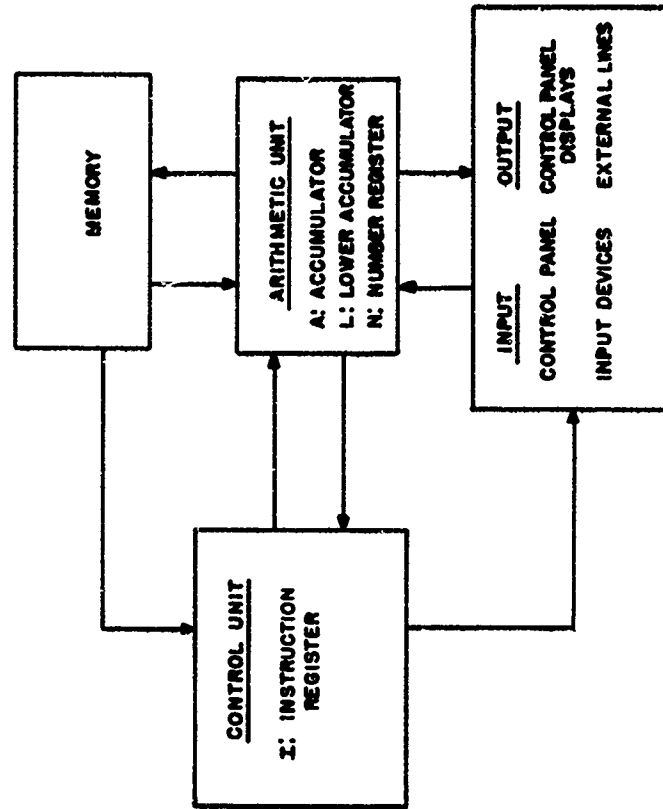 MEMORY
CONTROL UNIT
I: INSTRUCTION
REGISTER
ARITHMETIC UNIT
A: ACCUMULATOR
L: LOWER ACCUMULATOR
N: NUMBER REGISTER
INPUT
CONTROL PANEL
INPUT DEVICES
OUTPUT
CONTROL PANEL
DISPLAYS
EXTERNAL LINES